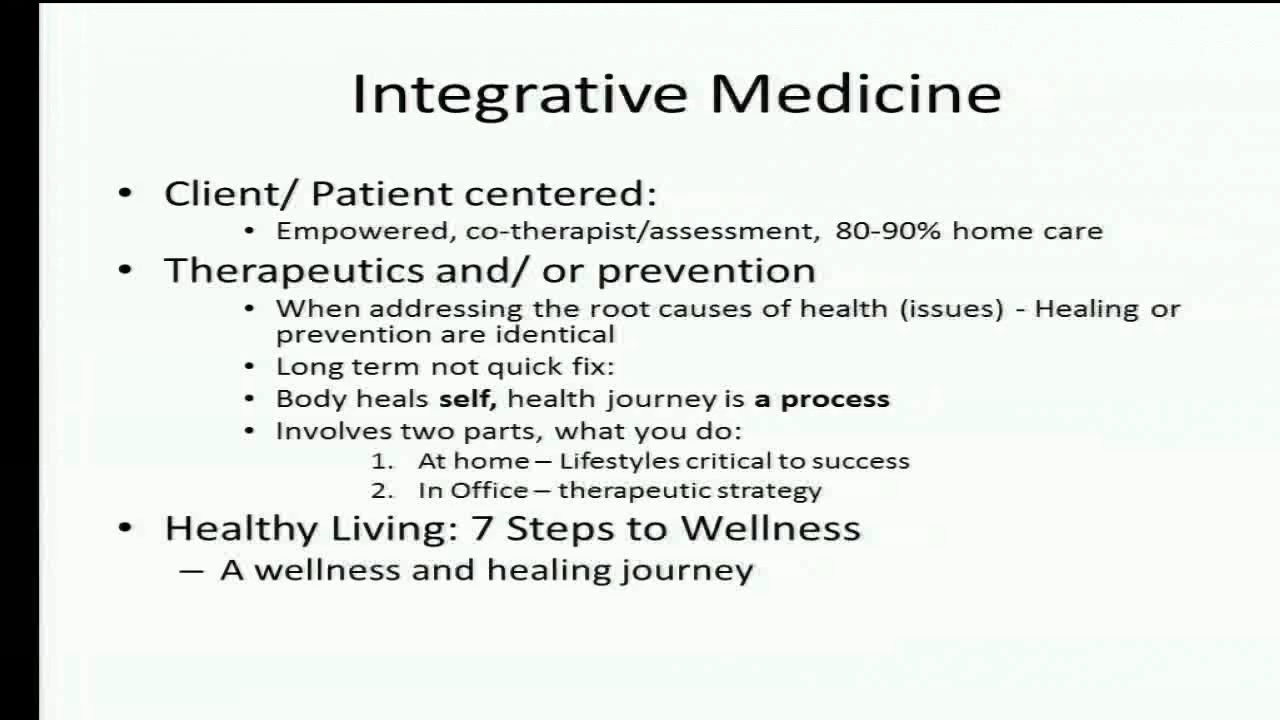 Integrative Medicine
• Client/ Patient centered:
• Empowered, co-therapist/assessment, 80-90% home care
• Therapeutics and/ or prevention
• When addressing the root causes of health (issues) - Healing or
prevention are identical
• Long term not quick fix:
• Body heals self, health journey is a process
• Involves two parts, what you do:
1. At home – Lifestyles critical to success
2. In Office – therapeutic strategy
• Healthy Living: 7 Steps to Wellness
– A wellness and healing journey